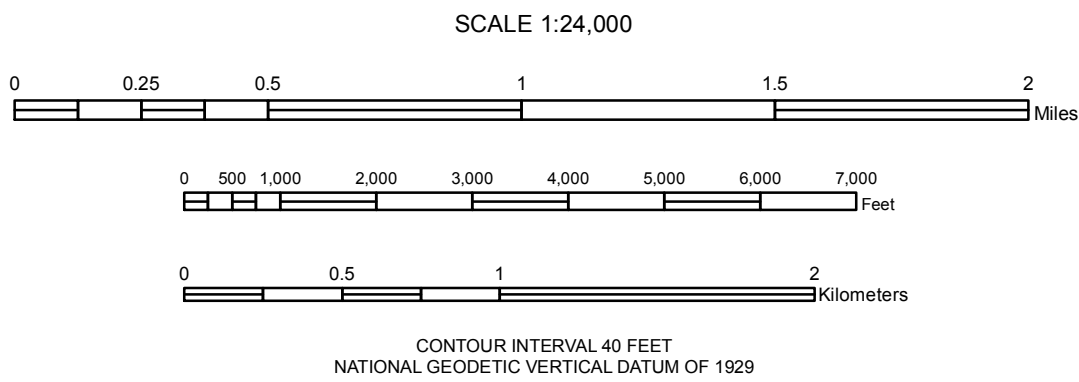 SCALE 1:24,000
0 0.25 0.5 1 1.5 2
Miles
0 500 1,000 2,000 3,000 4,000 5,000 6,000 7,000
Feet
0 0.5 1 2
Kilometers
CONTOUR INTERVAL 40 FEET
NATIONAL GEODETIC VERTICAL DATUM OF 1929